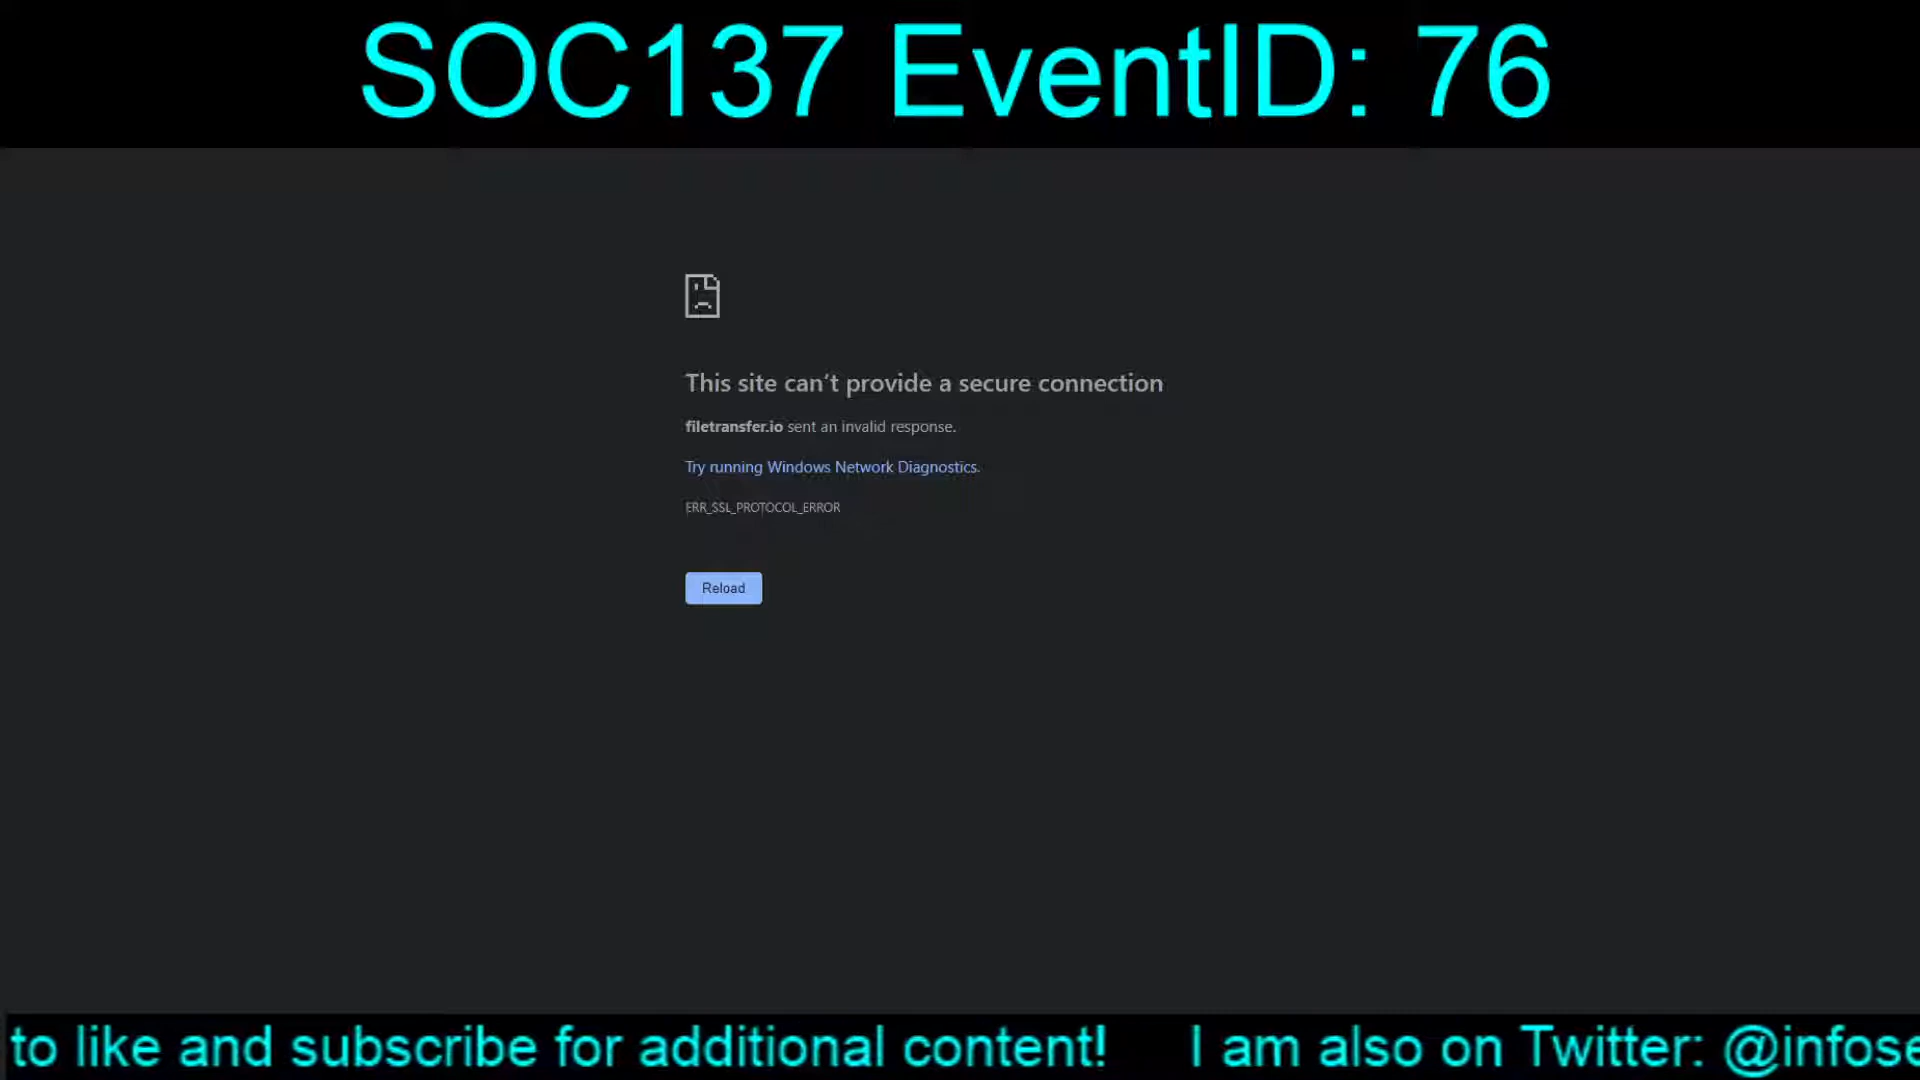 SOC137 EventID: 76
This site can't provide a secure connection
filetransfer.io sent an invalid response.
Try running Windows Network Diagnostics.
ERR_SSL_PROTOCOL_ERROR
Reload
to like and subscribe for additional content! I am also on Twitter: